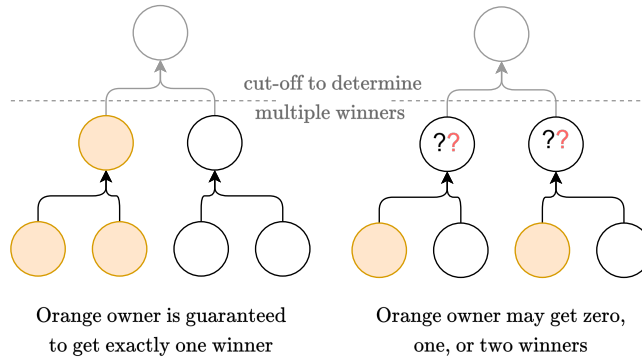 cut-off to determine
multiple winners
?? ??
Orange owner is guaranteed
to get exactly one winner
Orange owner may get zero,
one, or two winners